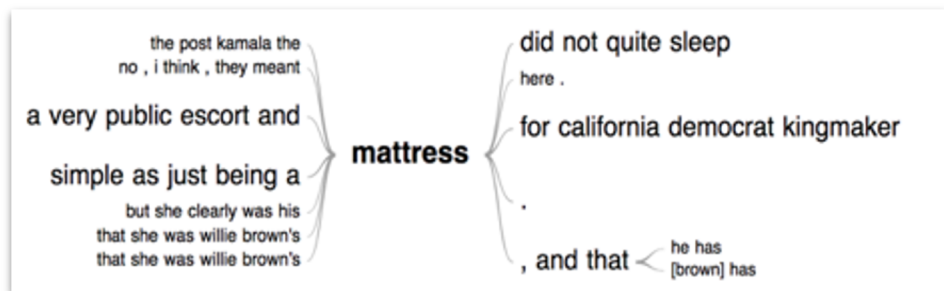 the post kamala the
no , i think , they meant
a very public escort and
simple as just being a
but she clearly was his
that she was willie brown's
that she was willie brown's
mattress
did not quite sleep
here .
for california democrat kingmaker
.
, and that
he has
[brown] has